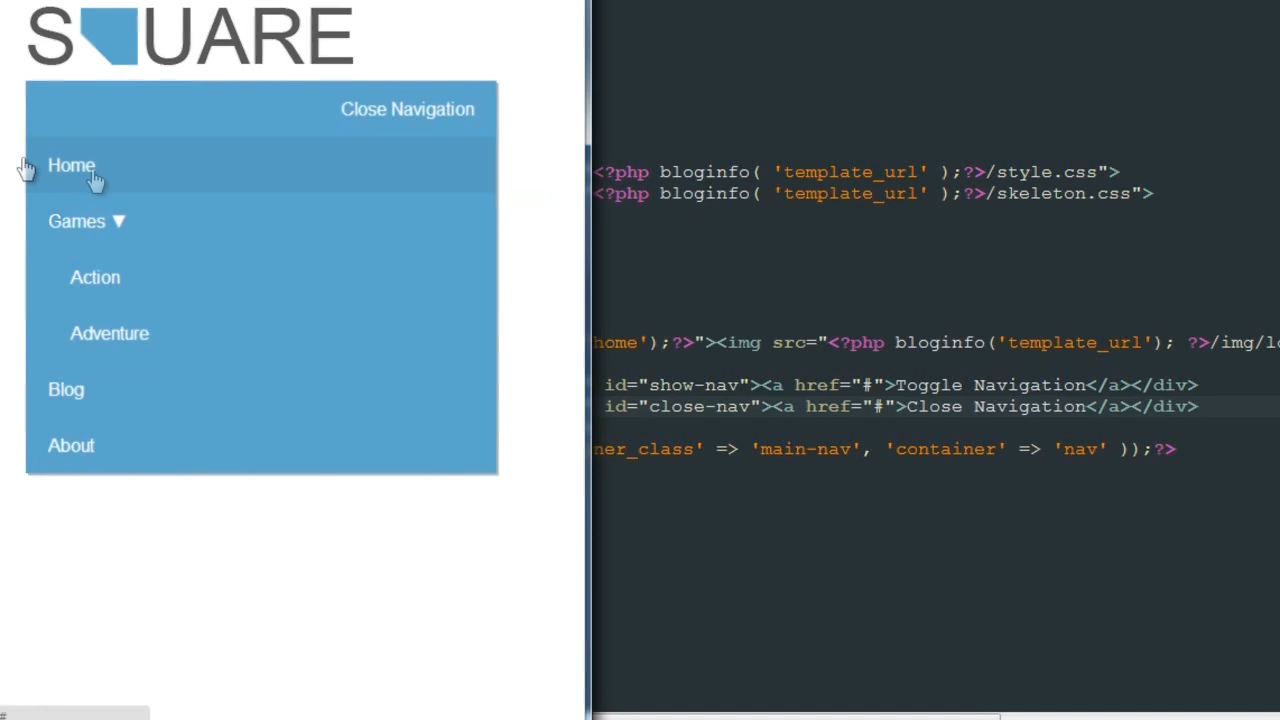 S UARE
Close Navigation
Home
Games ▼
Action
Adventure
Blog
About
#
<?php bloginfo( 'template_url' );?>/style.css">
<?php bloginfo( 'template_url' );?>/skeleton.css">
home');?>"><img src="<?php bloginfo('template_url'); ?>/img/lo
id="show-nav"><a href="#">Toggle Navigation</a></div>
id="close-nav"><a href="#">Close Navigation</a></div>
ner_class' => 'main-nav', 'container' => 'nav' ));?>